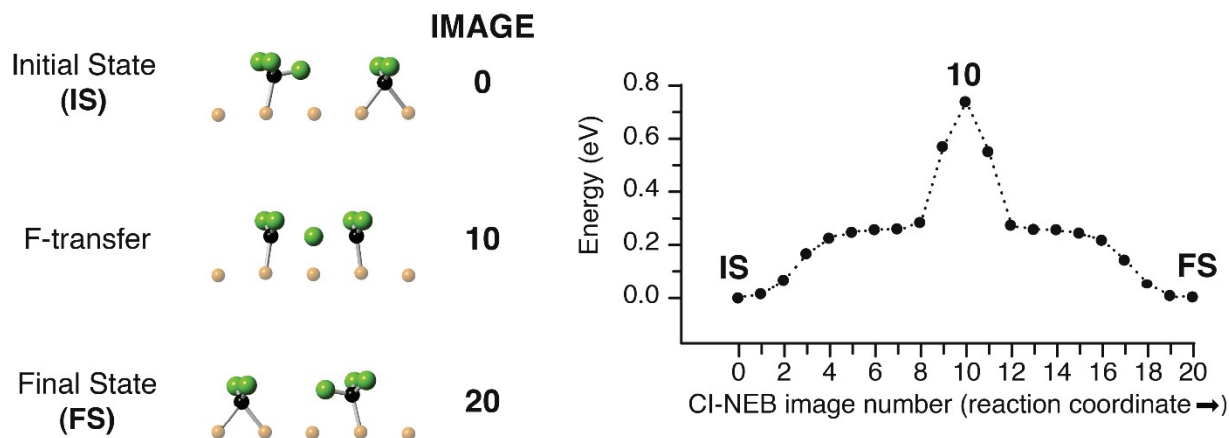 IMAGE
Initial State
(IS)
0
F-transfer
10
Final State
(FS)
20
Energy (eV)
0.8
0.6
0.4
0.2
0.0
10
IS
FS
0 2 4 6 8 10 12 14 16 18 20
CI-NEB image number (reaction coordinate ➞)